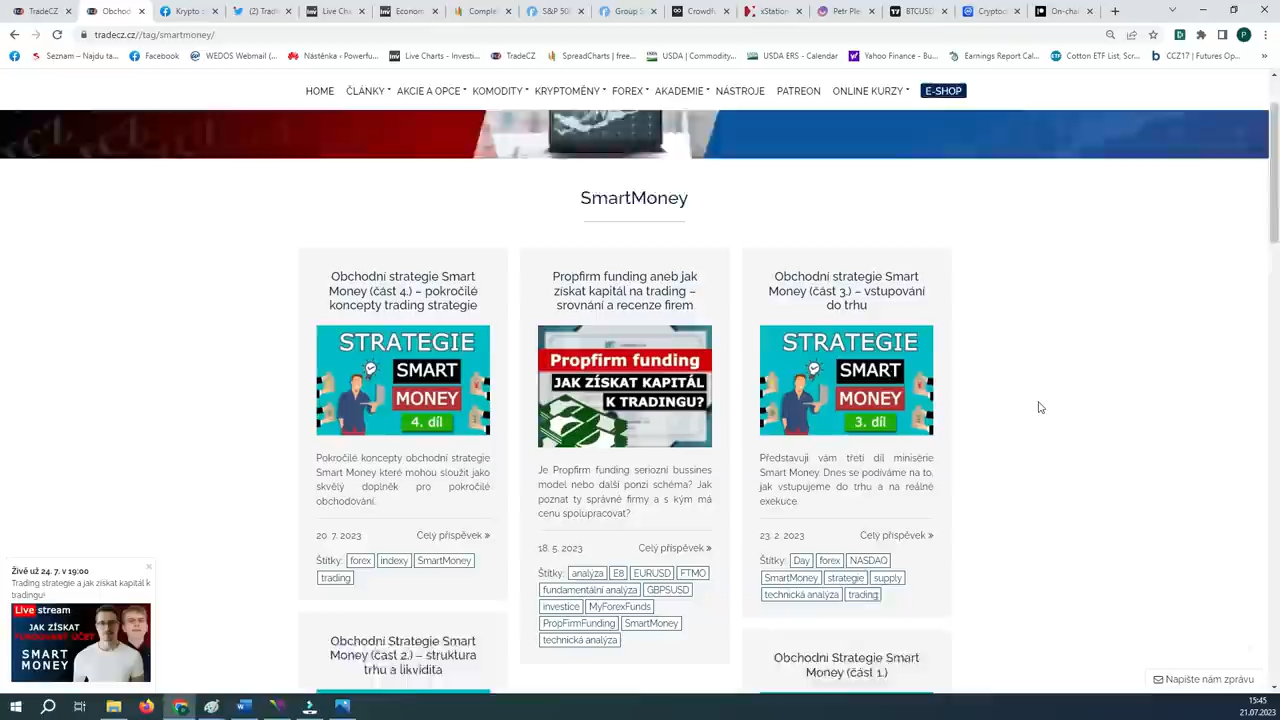 TradeCZ
Obchod
Krypto
(2) Tradi
Live Cha
Econom
Comple
S&P 50
Group S
Crowdfu
xStation
Petr Ple
BTCUSD
Cryptoc
On-chai
tradecz.cz//tag/smartmoney/
Seznam – Najdu ta...
Facebook
WEDOS Webmail (...
Nástěnka ‹ Powerfu...
Live Charts – Investi...
TradeCZ
SpreadCharts | free...
USDA | Commodity...
USDA ERS - Calendar
Yahoo Finance - Bu...
Earnings Report Cal...
Cotton ETF List, Scr...
CCZ17 | Futures Op...
HOME
ČLÁNKY
AKCIE A OPCE
KOMODITY
KRYPTOMĚNY
FOREX
AKADEMIE
NÁSTROJE
PATREON
ONLINE KURZY
E-SHOP
SmartMoney
Obchodní strategie Smart
Money (část 4.) – pokročilé
koncepty trading strategie
STRATEGIE
SMART
MONEY
4. díl
Pokročilé koncepty obchodní strategie
Smart Money které mohou sloužit jako
skvělý doplněk pro pokročilé
obchodování.
20. 7. 2023
Celý příspěvek »
Štítky: forex indexy SmartMoney
trading
Propfirm funding aneb jak
získat kapitál na trading –
srovnání a recenze firem
Propfirm funding
JAK ZÍSKAT KAPITÁL
K TRADINGU?
Je Propfirm funding seriozní bussines
model nebo další ponzi schéma? Jak
poznat ty správné firmy a s kým má
cenu spolupracovat?
18. 5. 2023
Celý příspěvek »
Štítky: analýza E8 EURUSD FTMO
fundamentální analýza GBPSUSD
investice MyForexFunds
PropFirmFunding SmartMoney
technická analýza
Obchodní strategie Smart
Money (část 3.) – vstupování
do trhu
STRATEGIE
SMART
MONEY
3. díl
Představuji vám třetí díl minisérie
Smart Money. Dnes se podíváme na to,
jak vstupujeme do trhu a na reálné
exekuce.
23. 2. 2023
Celý příspěvek »
Štítky: Day forex NASDAQ
SmartMoney strategie supply
technická analýza trading
Obchodní Strategie Smart
Money (část 2.) – struktura
trhu a likvidita
Obchodní Strategie Smart
Money (část 1.)
Živě už 24. 7. v 19:00
Trading strategie a jak získat kapitál k
tradingu!
Live stream
JAK ZÍSKAT
FUNDOVANÝ ÚČET
SMART
MONEY
Napište nám zprávu
15:45
21.07.2023